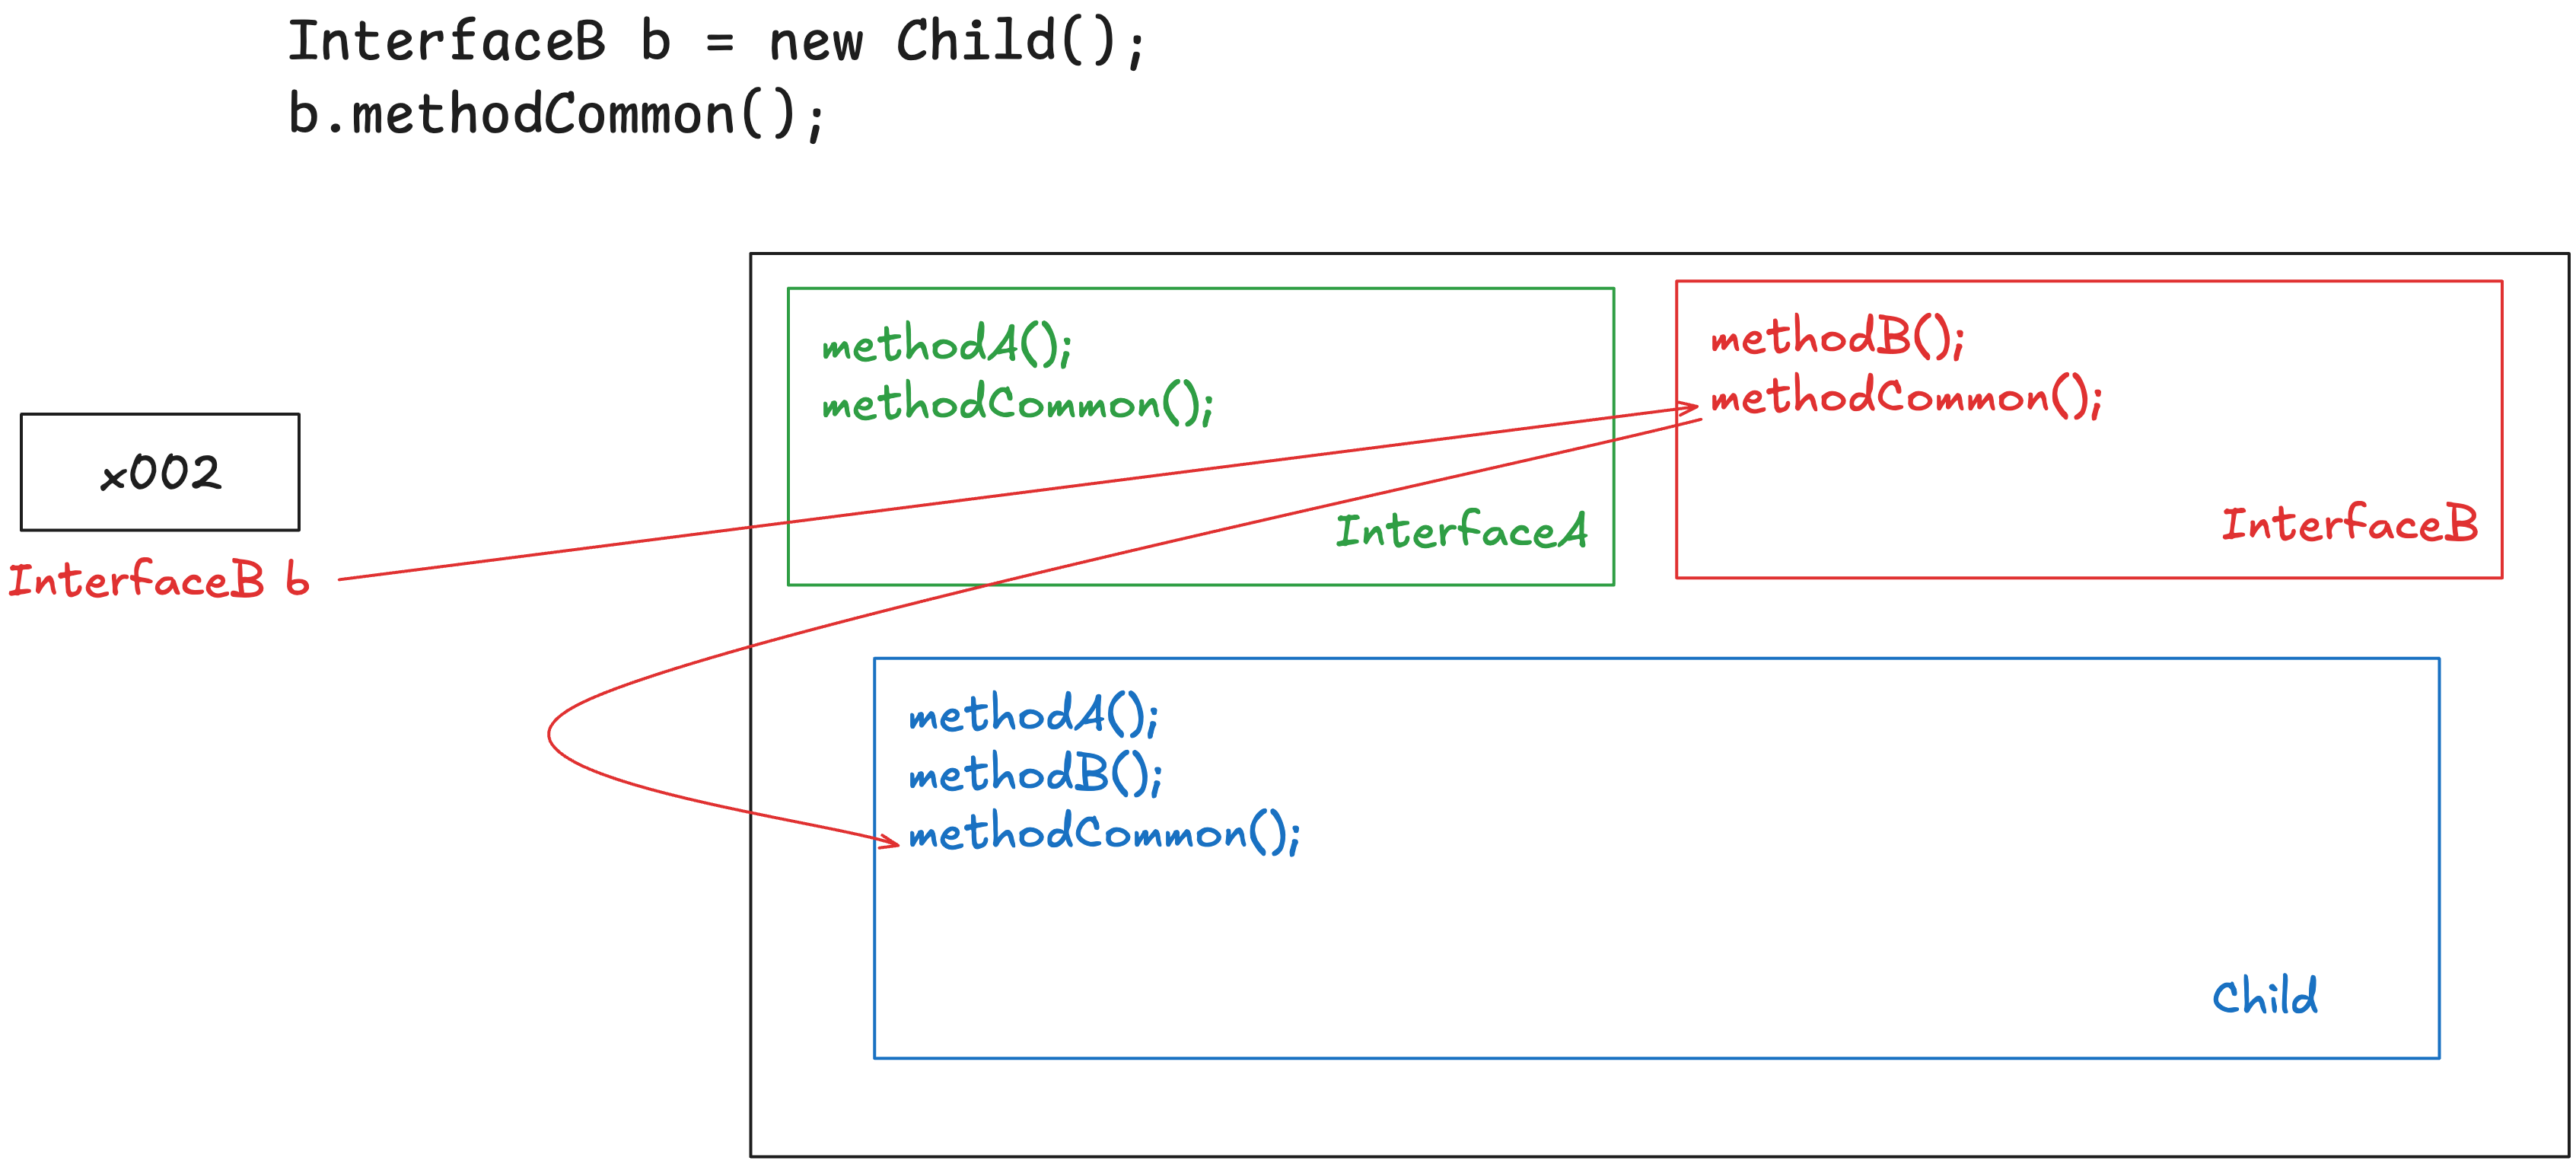 InterfaceB b = new Child();
b.methodCommon();
methodA();
methodCommon();
InterfaceA
methodB();
methodCommon();
InterfaceB
x002
InterfaceB b
methodA();
methodB();
methodCommon();
Child